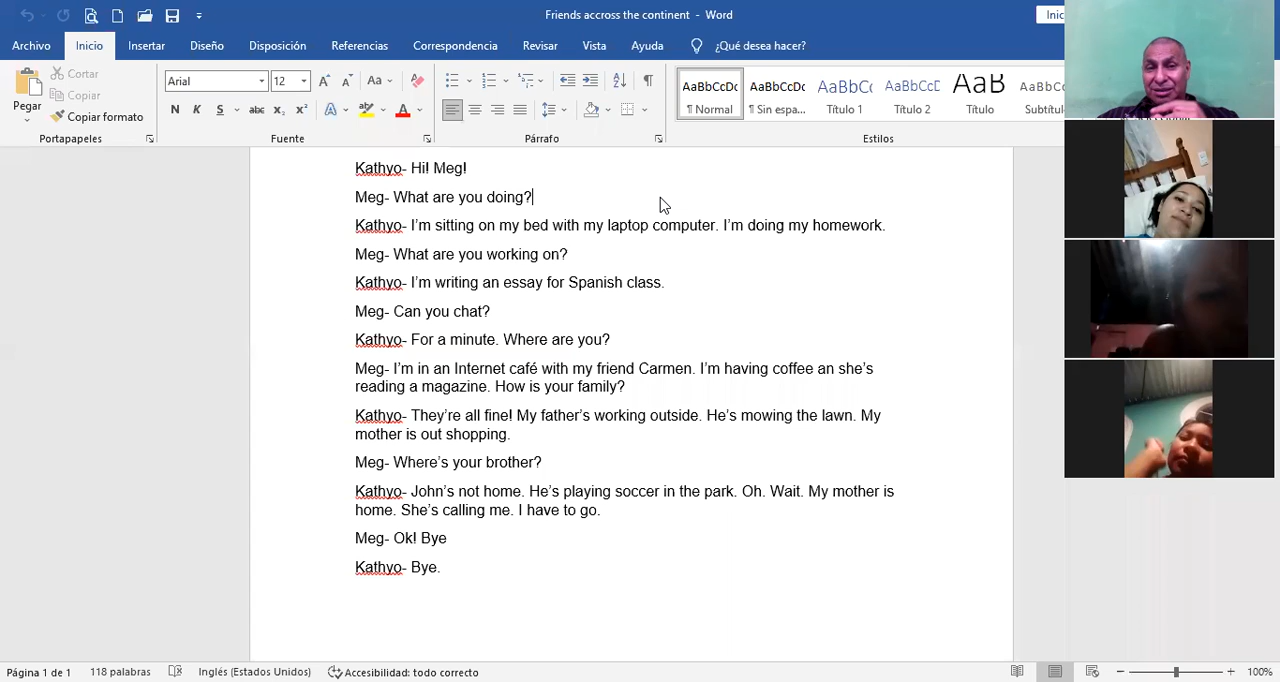 Friends accross the continent - Word
Inic
Archivo Inicio Insertar Diseño Disposición Referencias Correspondencia Revisar Vista Ayuda ¿Qué desea hacer?
Pegar
Cortar
Copiar
Copiar formato
Portapapeles
Arial 12
N K S abc x₂ x²
Aa
A
Fuente
Párrafo
AaBbCcDc AaBbCcDc AaBbCc AaBbCcD AaB AaBbCcD
¶ Normal ¶ Sin espa... Título 1 Título 2 Título Subtítul
Estilos
Kathyo- Hi! Meg!
Meg- What are you doing?
Kathyo- I’m sitting on my bed with my laptop computer. I’m doing my homework.
Meg- What are you working on?
Kathyo- I’m writing an essay for Spanish class.
Meg- Can you chat?
Kathyo- For a minute. Where are you?
Meg- I’m in an Internet café with my friend Carmen. I’m having coffee an she’s
reading a magazine. How is your family?
Kathyo- They’re all fine! My father’s working outside. He’s mowing the lawn. My
mother is out shopping.
Meg- Where’s your brother?
Kathyo- John’s not home. He’s playing soccer in the park. Oh. Wait. My mother is
home. She’s calling me. I have to go.
Meg- Ok! Bye
Kathyo- Bye.
Página 1 de 1 118 palabras Inglés (Estados Unidos) Accesibilidad: todo correcto 100%